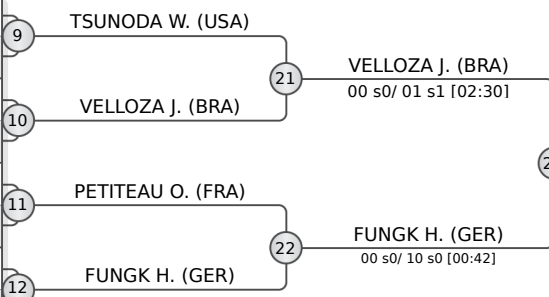 9
TSUNODA W. (USA)
21
VELLOZA J. (BRA)
00 s0/ 01 s1 [02:30]
10
VELLOZA J. (BRA)
11
PETITEAU O. (FRA)
22
FUNGK H. (GER)
00 s0/ 10 s0 [00:42]
12
FUNGK H. (GER)